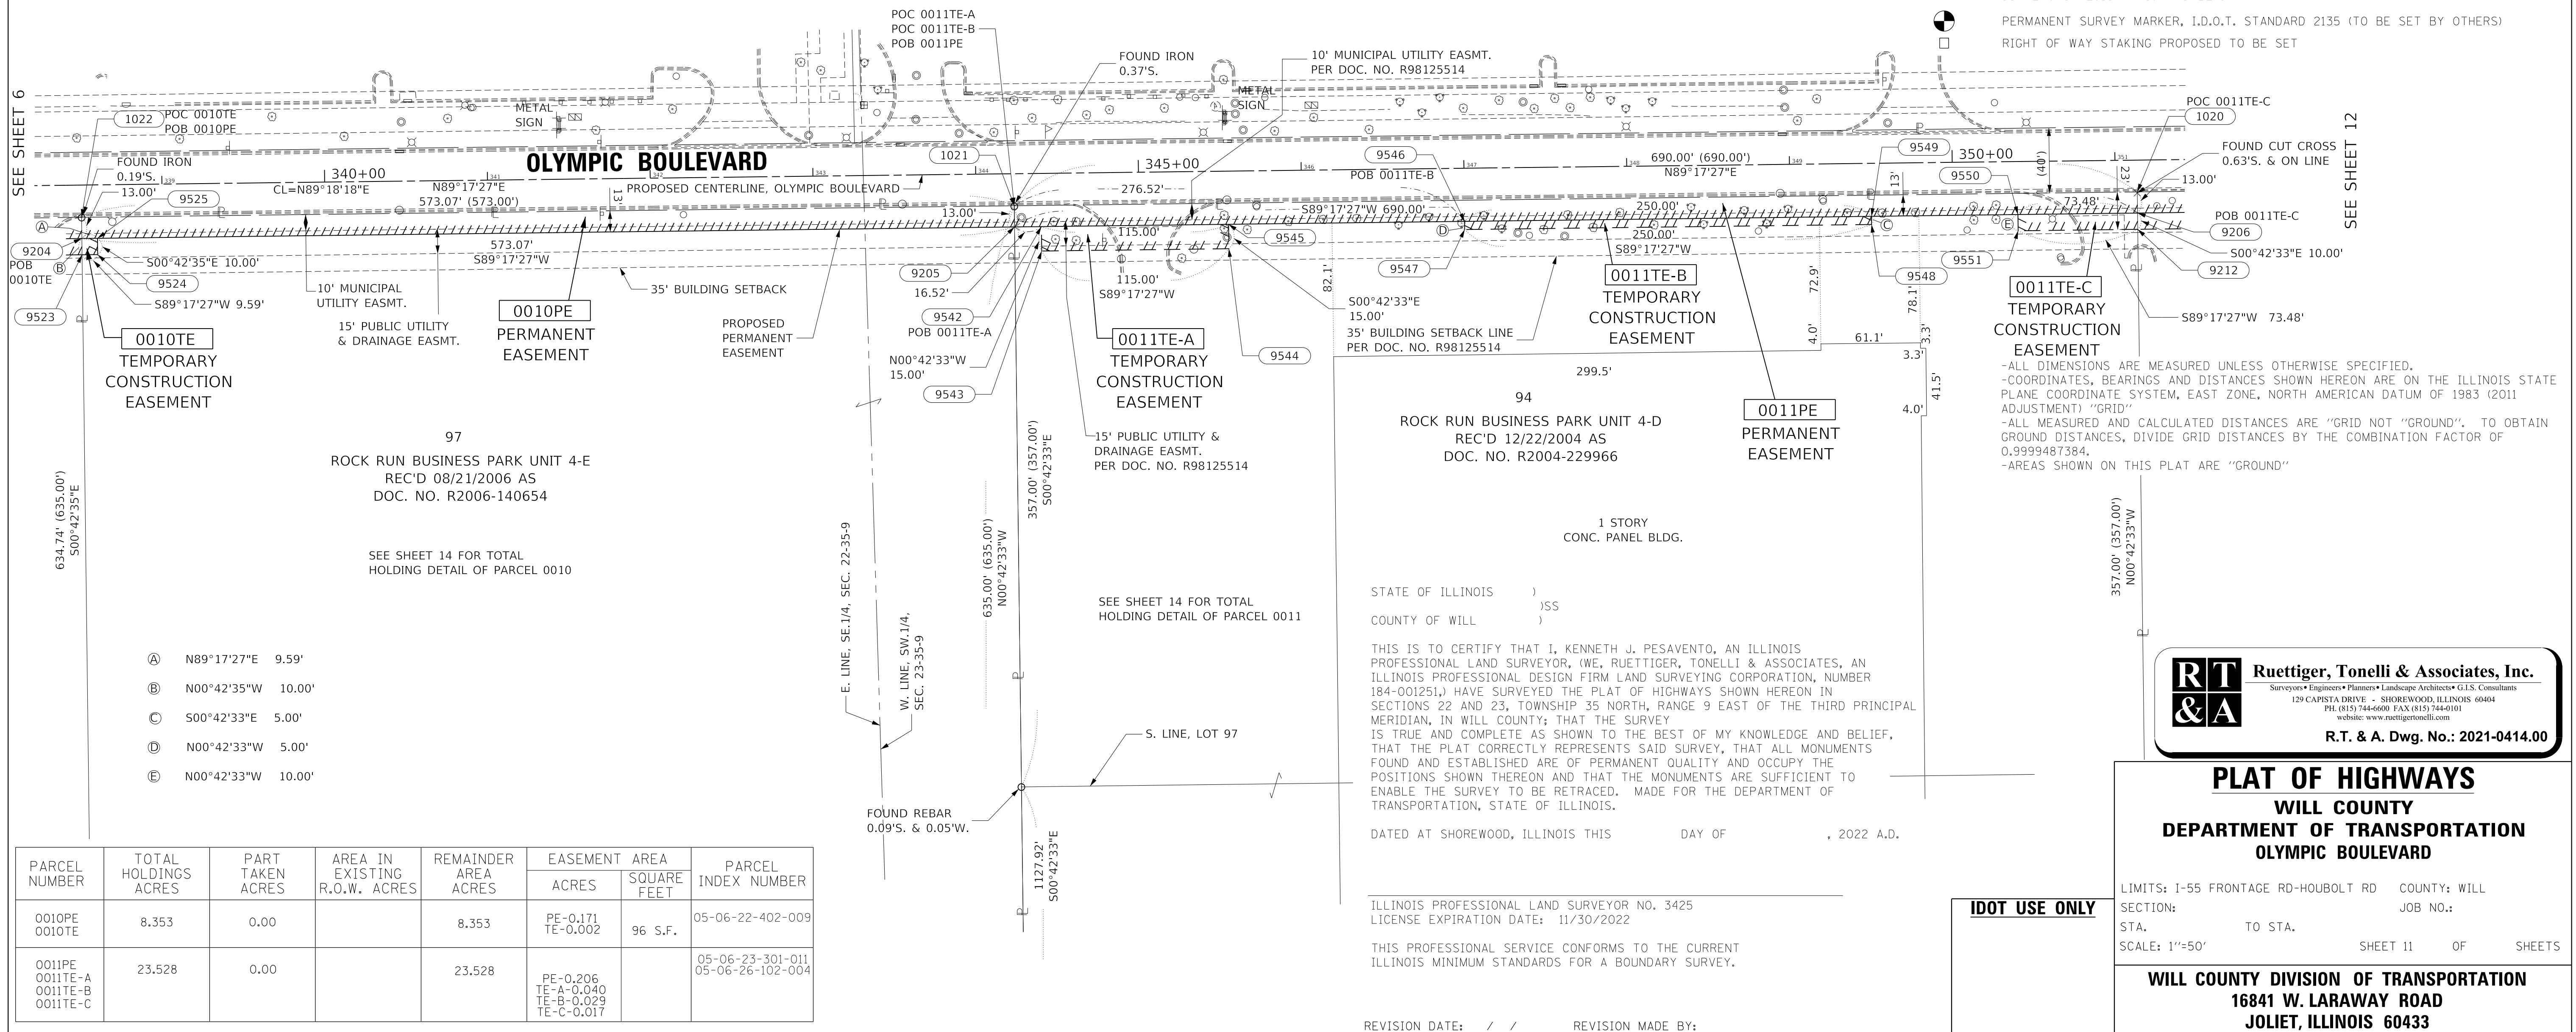 PERMANENT SURVEY MARKER, I.D.O.T. STANDARD 2135 (TO BE SET BY OTHERS)
RIGHT OF WAY STAKING PROPOSED TO BE SET
SEE SHEET 6
1022
POC 0010TE
POB 0010PE
FOUND IRON
0.19'S.
13.00'
339
340+00
CL=N89°18'18"E
9525
METAL
SIGN
OLYMPIC BOULEVARD
N89°17'27"E
573.07' (573.00')
341
342
343
344
PROPOSED CENTERLINE, OLYMPIC BOULEVARD
13'
POC 0011TE-A
POC 0011TE-B
POB 0011PE
1021
FOUND IRON
0.37'S.
METAL
SIGN
10' MUNICIPAL UTILITY EASMT.
PER DOC. NO. R98125514
345+00
346
276.52'
9546
POB 0011TE-B
347
348
690.00' (690.00')
N89°17'27"E
349
9549
350+00
9550
351
13'
(40')
23'
POC 0011TE-C
1020
FOUND CUT CROSS
0.63'S. & ON LINE
13.00'
SEE SHEET 12
A
9204
POB
0010TE
B
9523
S00°42'35"E 10.00'
9524
S89°17'27"W 9.59'
0010TE
TEMPORARY
CONSTRUCTION
EASEMENT
10' MUNICIPAL
UTILITY EASMT.
15' PUBLIC UTILITY
& DRAINAGE EASMT.
573.07'
S89°17'27"W
0010PE
PERMANENT
EASEMENT
35' BUILDING SETBACK
PROPOSED
PERMANENT
EASEMENT
13.00'
9205
16.52'
9542
POB 0011TE-A
N00°42'33"W
15.00'
9543
115.00'
115.00'
S89°17'27"W
0011TE-A
TEMPORARY
CONSTRUCTION
EASEMENT
15' PUBLIC UTILITY &
DRAINAGE EASMT.
PER DOC. NO. R98125514
S89°17'27"W 690.00'
9545
S00°42'33"E
15.00'
9544
82.1'
D
9547
35' BUILDING SETBACK LINE
PER DOC. NO. R98125514
250.00'
250.00'
S89°17'27"W
0011TE-B
TEMPORARY
CONSTRUCTION
EASEMENT
72.9'
4.0'
61.1'
78.1'
3.3'
3.3'
41.5'
4.0'
299.5'
0011PE
PERMANENT
EASEMENT
C
9548
E
9551
73.48'
0011TE-C
TEMPORARY
CONSTRUCTION
EASEMENT
POB 0011TE-C
9206
S00°42'33"E 10.00'
9212
S89°17'27"W 73.48'
-ALL DIMENSIONS ARE MEASURED UNLESS OTHERWISE SPECIFIED.
-COORDINATES, BEARINGS AND DISTANCES SHOWN HEREON ARE ON THE ILLINOIS STATE
PLANE COORDINATE SYSTEM, EAST ZONE, NORTH AMERICAN DATUM OF 1983 (2011
ADJUSTMENT) "GRID"
-ALL MEASURED AND CALCULATED DISTANCES ARE "GRID NOT "GROUND". TO OBTAIN
GROUND DISTANCES, DIVIDE GRID DISTANCES BY THE COMBINATION FACTOR OF
0.9999487384.
-AREAS SHOWN ON THIS PLAT ARE "GROUND"
97
ROCK RUN BUSINESS PARK UNIT 4-E
REC'D 08/21/2006 AS
DOC. NO. R2006-140654
94
ROCK RUN BUSINESS PARK UNIT 4-D
REC'D 12/22/2004 AS
DOC. NO. R2004-229966
634.74' (635.00')
S00°42'35"E
SEE SHEET 14 FOR TOTAL
HOLDING DETAIL OF PARCEL 0010
E. LINE, SE.1/4, SEC. 22-35-9
W. LINE, SW.1/4,
SEC. 23-35-9
635.00' (635.00')
N00°42'33"W
357.00' (357.00')
S00°42'33"E
SEE SHEET 14 FOR TOTAL
HOLDING DETAIL OF PARCEL 0011
1 STORY
CONC. PANEL BLDG.
357.00' (357.00')
N00°42'33"W
A N89°17'27"E 9.59'
B N00°42'35"W 10.00'
C S00°42'33"E 5.00'
D N00°42'33"W 5.00'
E N00°42'33"W 10.00'
S. LINE, LOT 97
FOUND REBAR
0.09'S. & 0.05'W.
1127.92'
S00°42'33"E
STATE OF ILLINOIS )
)SS
COUNTY OF WILL )
THIS IS TO CERTIFY THAT I, KENNETH J. PESAVENTO, AN ILLINOIS
PROFESSIONAL LAND SURVEYOR, (WE, RUETTIGER, TONELLI & ASSOCIATES, AN
ILLINOIS PROFESSIONAL DESIGN FIRM LAND SURVEYING CORPORATION, NUMBER
184-001251,) HAVE SURVEYED THE PLAT OF HIGHWAYS SHOWN HEREON IN
SECTIONS 22 AND 23, TOWNSHIP 35 NORTH, RANGE 9 EAST OF THE THIRD PRINCIPAL
MERIDIAN, IN WILL COUNTY; THAT THE SURVEY
IS TRUE AND COMPLETE AS SHOWN TO THE BEST OF MY KNOWLEDGE AND BELIEF,
THAT THE PLAT CORRECTLY REPRESENTS SAID SURVEY, THAT ALL MONUMENTS
FOUND AND ESTABLISHED ARE OF PERMANENT QUALITY AND OCCUPY THE
POSITIONS SHOWN THEREON AND THAT THE MONUMENTS ARE SUFFICIENT TO
ENABLE THE SURVEY TO BE RETRACED. MADE FOR THE DEPARTMENT OF
TRANSPORTATION, STATE OF ILLINOIS.
DATED AT SHOREWOOD, ILLINOIS THIS DAY OF , 2022 A.D.
ILLINOIS PROFESSIONAL LAND SURVEYOR NO. 3425
LICENSE EXPIRATION DATE: 11/30/2022
THIS PROFESSIONAL SERVICE CONFORMS TO THE CURRENT
ILLINOIS MINIMUM STANDARDS FOR A BOUNDARY SURVEY.
REVISION DATE: / / REVISION MADE BY:
PARCEL NUMBER TOTAL HOLDINGS ACRES PART TAKEN ACRES AREA IN EXISTING R.O.W. ACRES REMAINDER AREA ACRES EASEMENT AREA ACRES SQUARE FEET PARCEL INDEX NUMBER
0010PE 8.353 0.00 8.353 PE-0.171 05-06-22-402-009
0010TE TE-0.002 96 S.F.
0011PE 23.528 0.00 23.528 PE-0.206 05-06-23-301-011
0011TE-A TE-A-0.040 05-06-26-102-004
0011TE-B TE-B-0.029
0011TE-C TE-C-0.017
RT&A
Ruettiger, Tonelli & Associates, Inc.
Surveyors • Engineers • Planners • Landscape Architects • G.I.S. Consultants
129 CAPISTA DRIVE - SHOREWOOD, ILLINOIS 60404
PH. (815) 744-6600 FAX (815) 744-0101
website: www.ruettigertonelli.com
R.T. & A. Dwg. No.: 2021-0414.00
PLAT OF HIGHWAYS
WILL COUNTY
DEPARTMENT OF TRANSPORTATION
OLYMPIC BOULEVARD
LIMITS: I-55 FRONTAGE RD-HOUBOLT RD COUNTY: WILL
SECTION: JOB NO.:
STA. TO STA.
SCALE: 1"=50' SHEET 11 OF SHEETS
IDOT USE ONLY
WILL COUNTY DIVISION OF TRANSPORTATION
16841 W. LARAWAY ROAD
JOLIET, ILLINOIS 60433